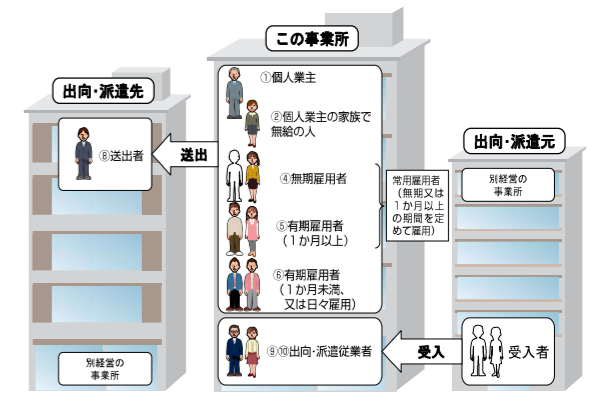 この事業所
出向・派遣先
出向・派遣元
①個人業主
②個人業主の家族で
無給の人
④無期雇用者
⑤有期雇用者
（１か月以上）
⑥有期雇用者
（１か月未満、
又は日々雇用）
常用雇用者
（無期又は
１か月以上
の期間を定
めて雇用）
⑧送出者
送出
別経営の
事業所
⑨⑩出向・派遣従業者
受入
受入者
別経営の
事業所